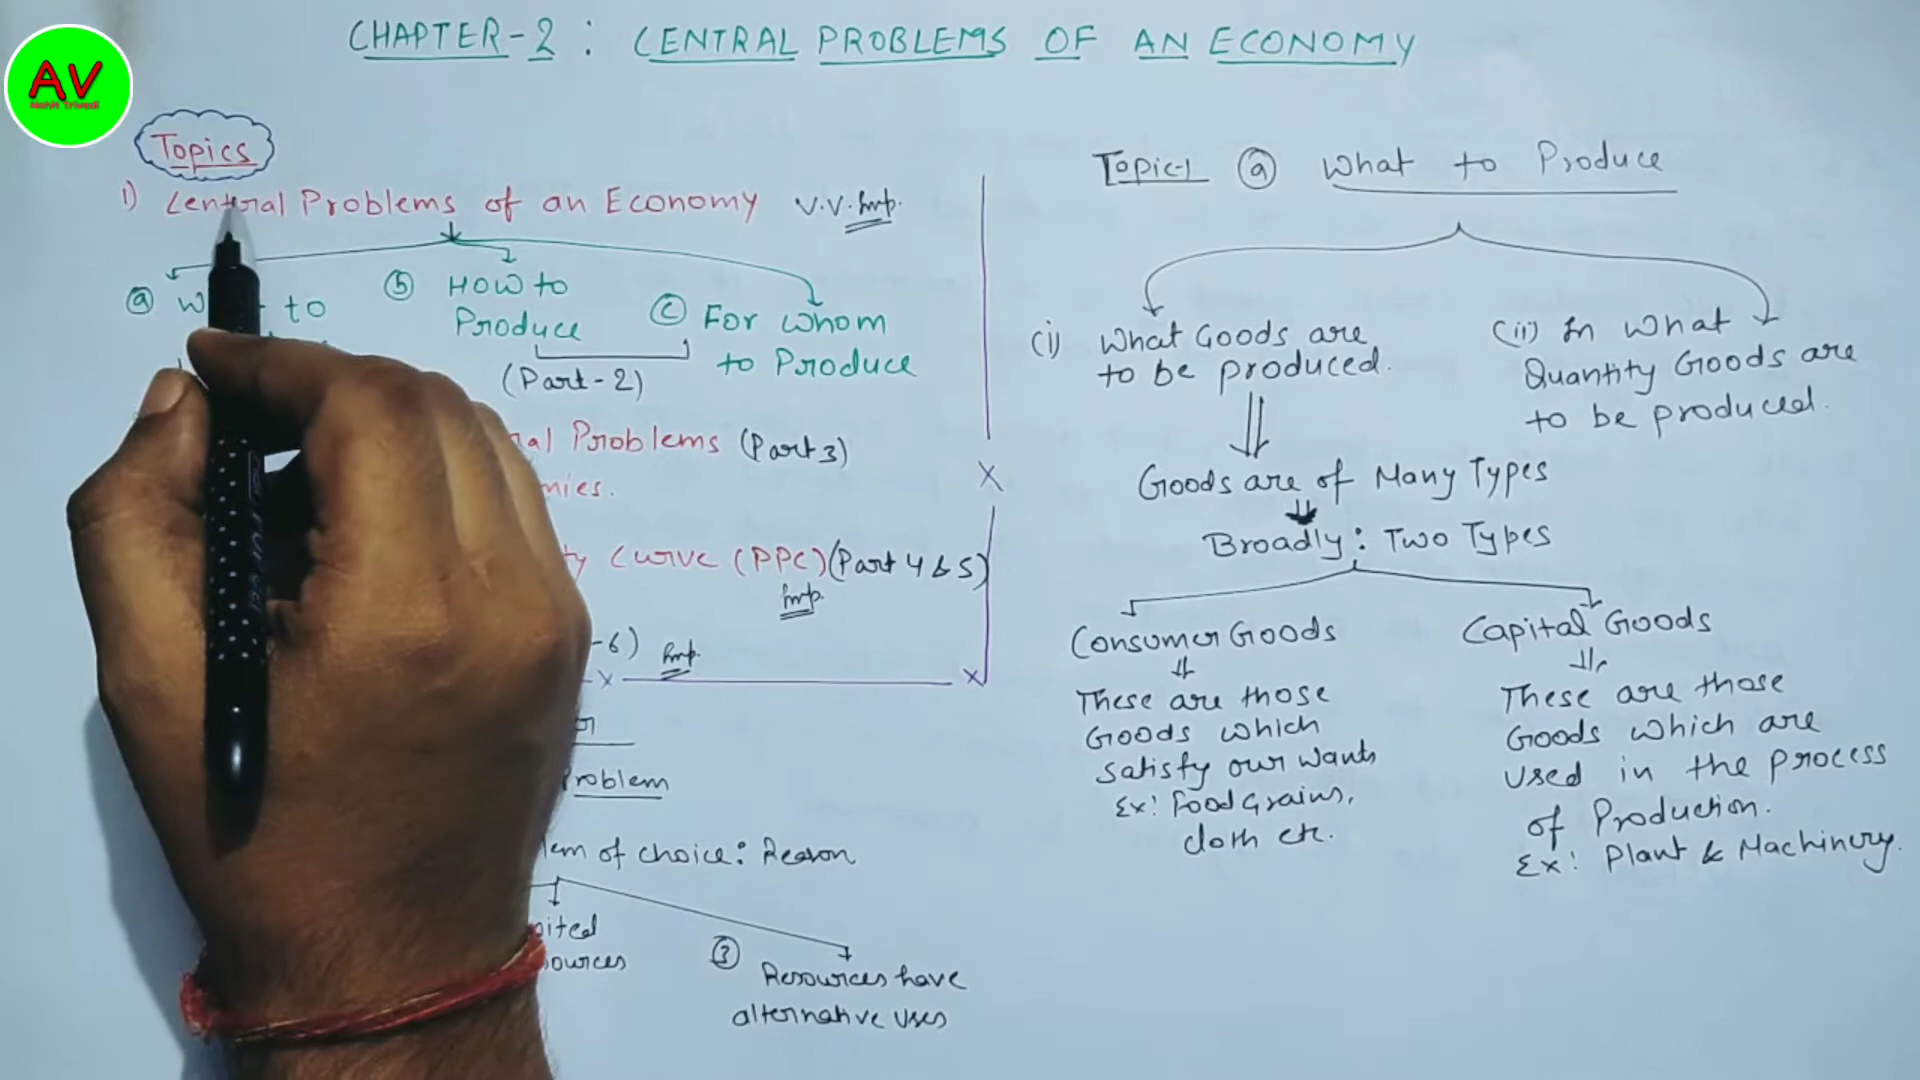 CHAPTER-2 : CENTRAL PROBLEMS OF AN ECONOMY
AV
Topics
1) Central Problems of an Economy V.V. Imp.
(a) to
(b) How to
Produce
(c) For Whom
to Produce
(Part-2)
Problems (Part 3)
Curve (PPC) (Part 4 & 5)
Imp.
-6) Imp.
Problem
of choice: Reason
(3) Resources have
alternative uses
Topic-1 (a) What to Produce
(i) What Goods are
to be produced.
(ii) In What
Quantity Goods are
to be produced.
Goods are of Many Types
Broadly: Two Types
Consumer Goods
These are those
Goods which
satisfy our wants
Ex: Food Grains,
cloth etc.
Capital Goods
These are those
Goods which are
used in the process
of Production.
Ex: Plant & Machinery.